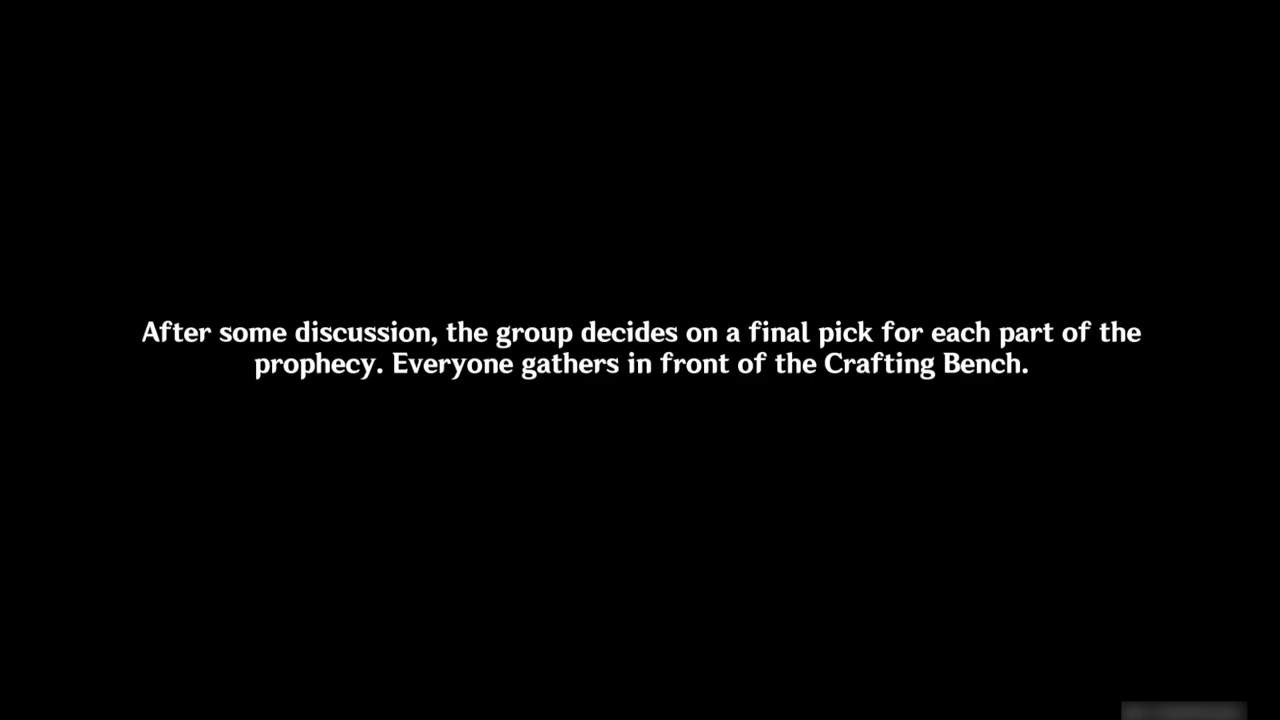 After some discussion, the group decides on a final pick for each part of the
prophecy. Everyone gathers in front of the Crafting Bench.